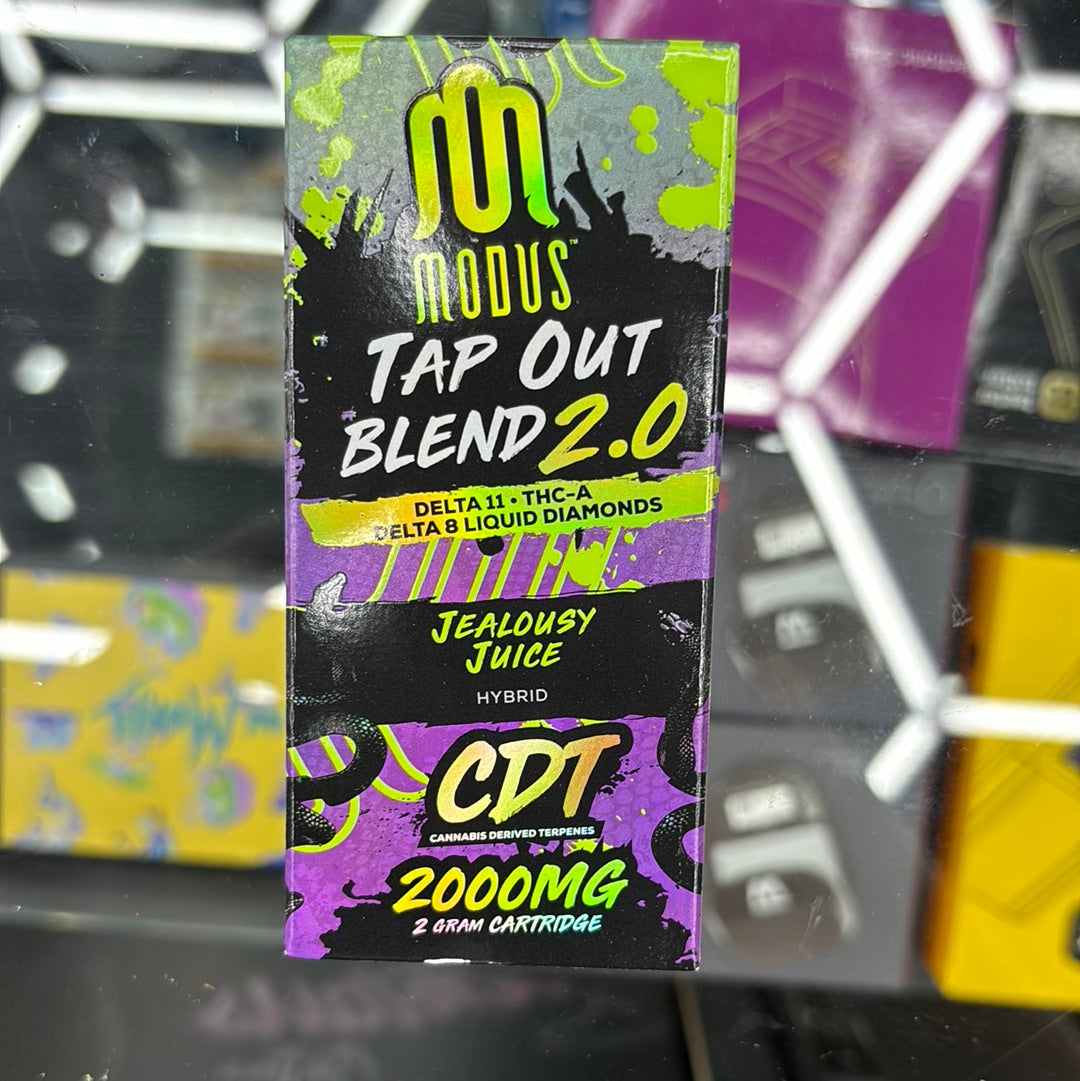 MODUS™
TAP OUT
BLEND 2.0
DELTA 11 • THC-A
DELTA 8 LIQUID DIAMONDS
JEALOUSY
JUICE
HYBRID
CDT
CANNABIS DERIVED TERPENES
2000MG
2 GRAM CARTRIDGE